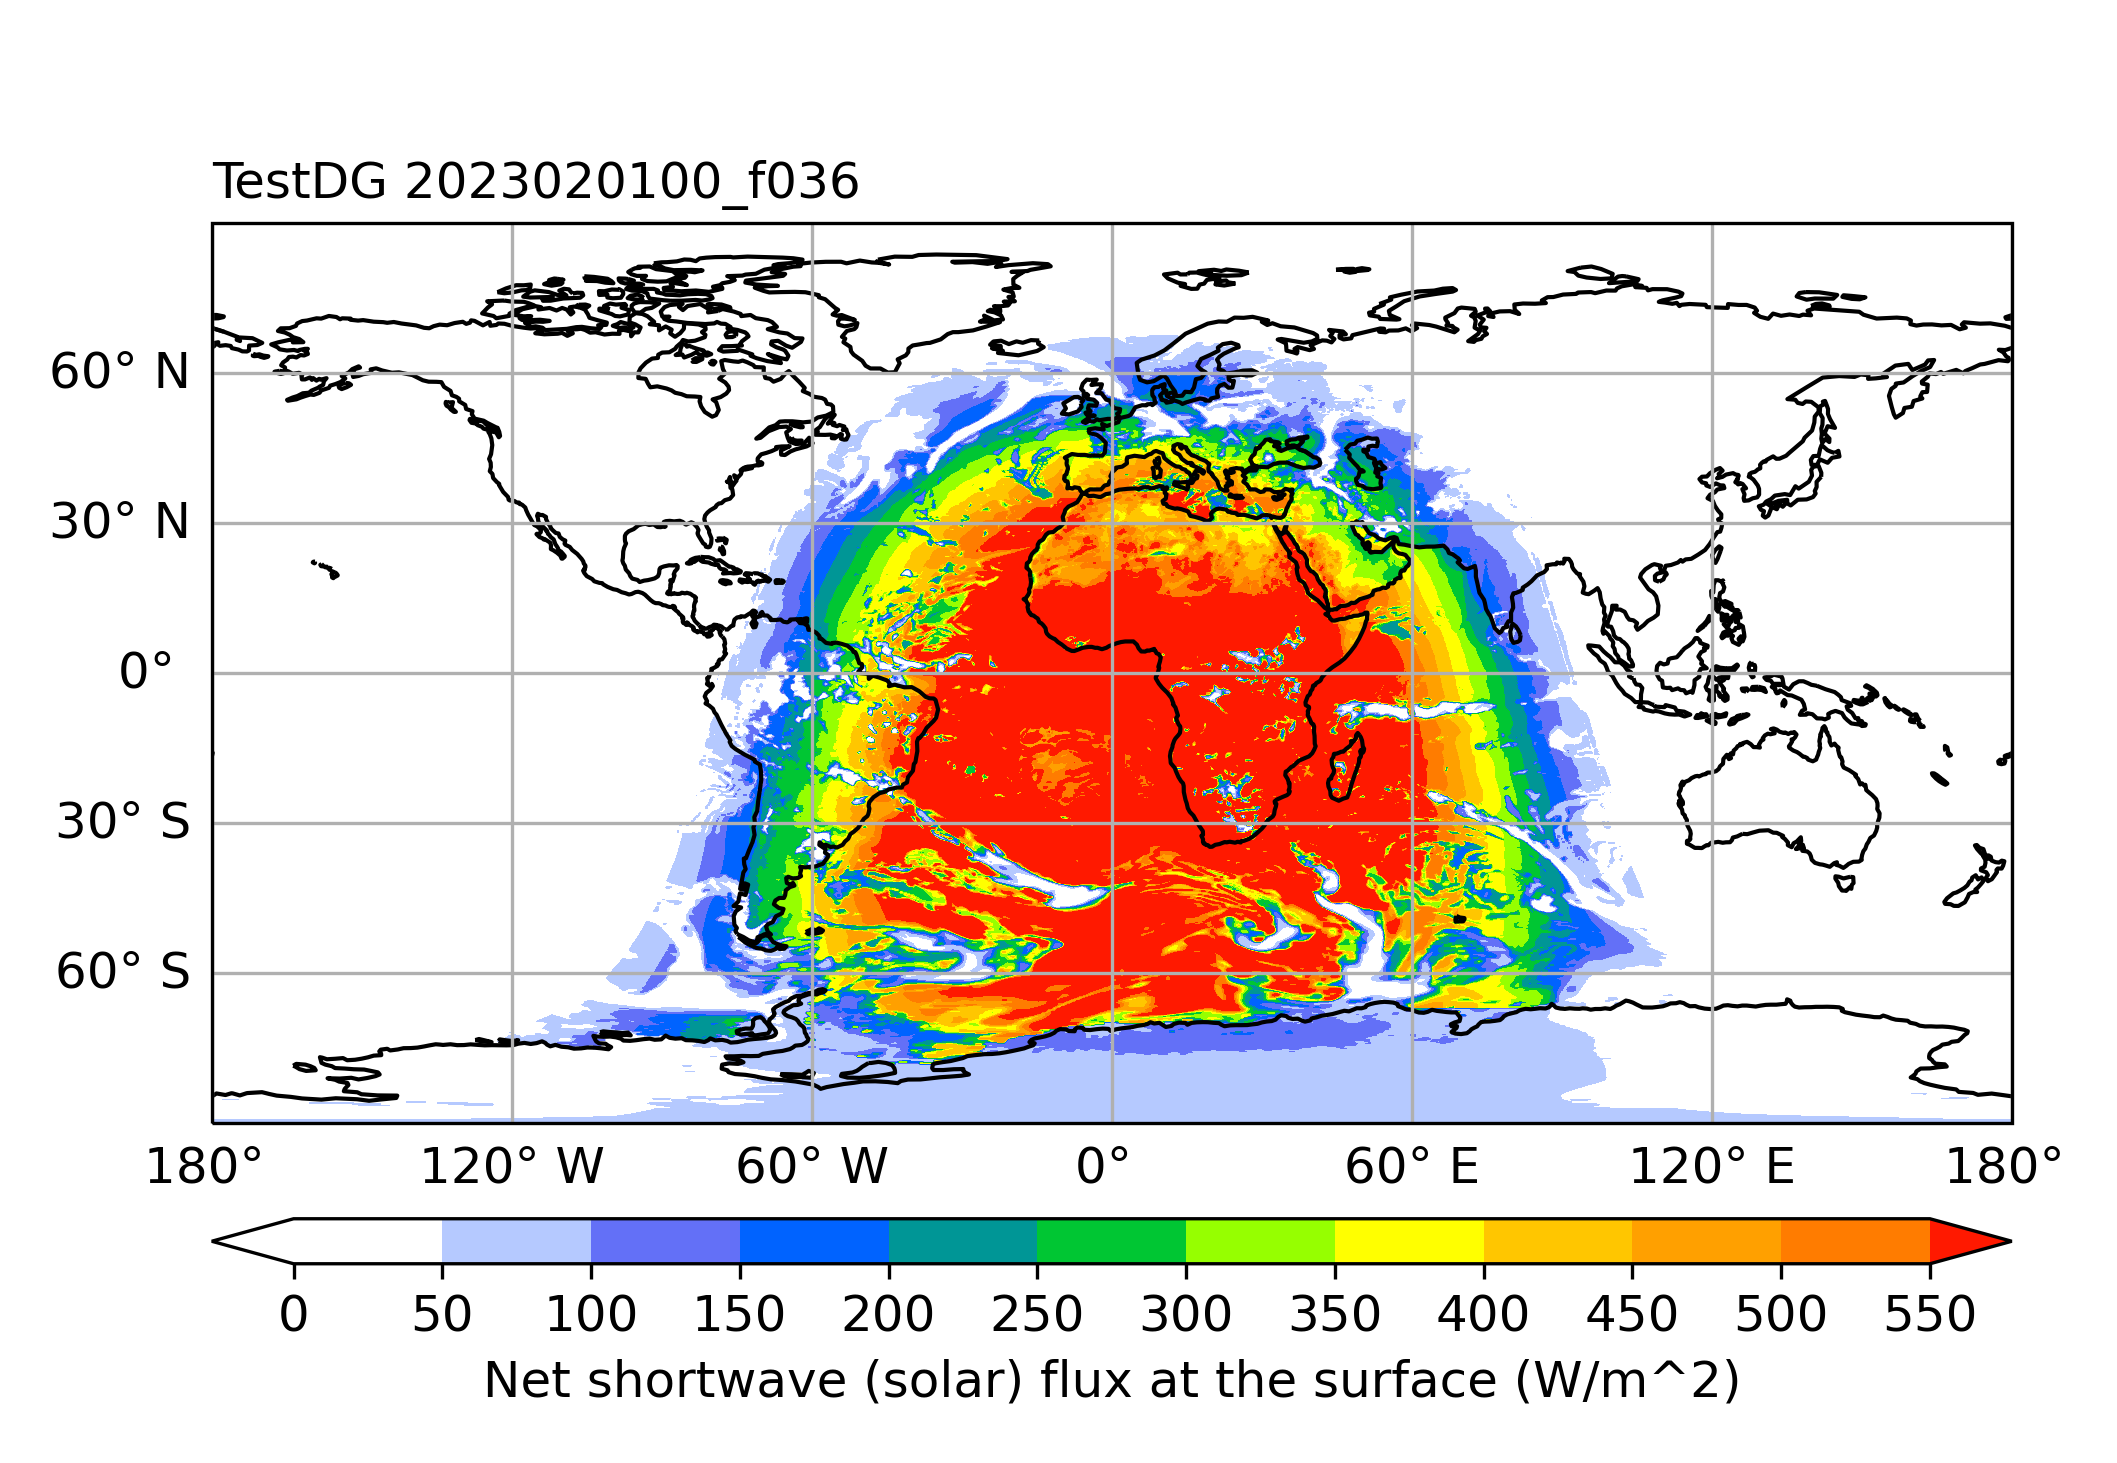 TestDG 2023020100_f036
60° N
30° N
0°
30° S
60° S
180° 120° W 60° W 0° 60° E 120° E 180°
0 50 100 150 200 250 300 350 400 450 500 550
Net shortwave (solar) flux at the surface (W/m^2)